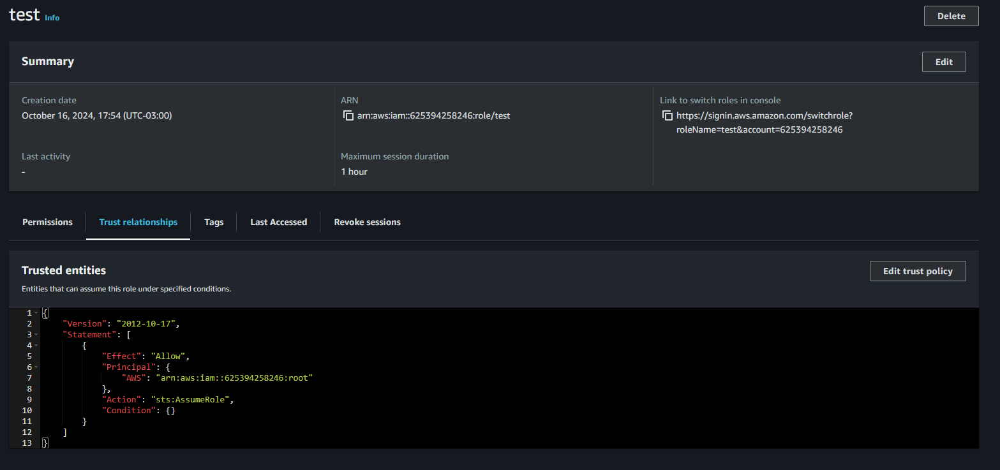 test Info
Delete
Summary
Edit
Creation date
October 16, 2024, 17:54 (UTC-03:00)
ARN
arn:aws:iam::625394258246:role/test
Link to switch roles in console
https://signin.aws.amazon.com/switchrole?
roleName=test&account=625394258246
Last activity
-
Maximum session duration
1 hour
Permissions
Trust relationships
Tags
Last Accessed
Revoke sessions
Trusted entities
Entities that can assume this role under specified conditions.
Edit trust policy
1 {
2 "Version": "2012-10-17",
3 "Statement": [
4 {
5 "Effect": "Allow",
6 "Principal": {
7 "AWS": "arn:aws:iam::625394258246:root"
8 },
9 "Action": "sts:AssumeRole",
10 "Condition": {}
11 }
12 ]
13 }